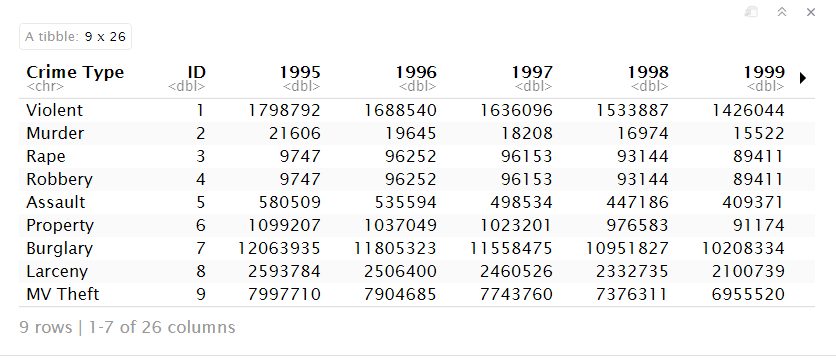 A tibble: 9 x 26
Crime Type ID 1995 1996 1997 1998 1999
<chr> <dbl> <dbl> <dbl> <dbl> <dbl> <dbl>
Violent 1 1798792 1688540 1636096 1533887 1426044
Murder 2 21606 19645 18208 16974 15522
Rape 3 9747 96252 96153 93144 89411
Robbery 4 9747 96252 96153 93144 89411
Assault 5 580509 535594 498534 447186 409371
Property 6 1099207 1037049 1023201 976583 91174
Burglary 7 12063935 11805323 11558475 10951827 10208334
Larceny 8 2593784 2506400 2460526 2332735 2100739
MV Theft 9 7997710 7904685 7743760 7376311 6955520
9 rows | 1-7 of 26 columns